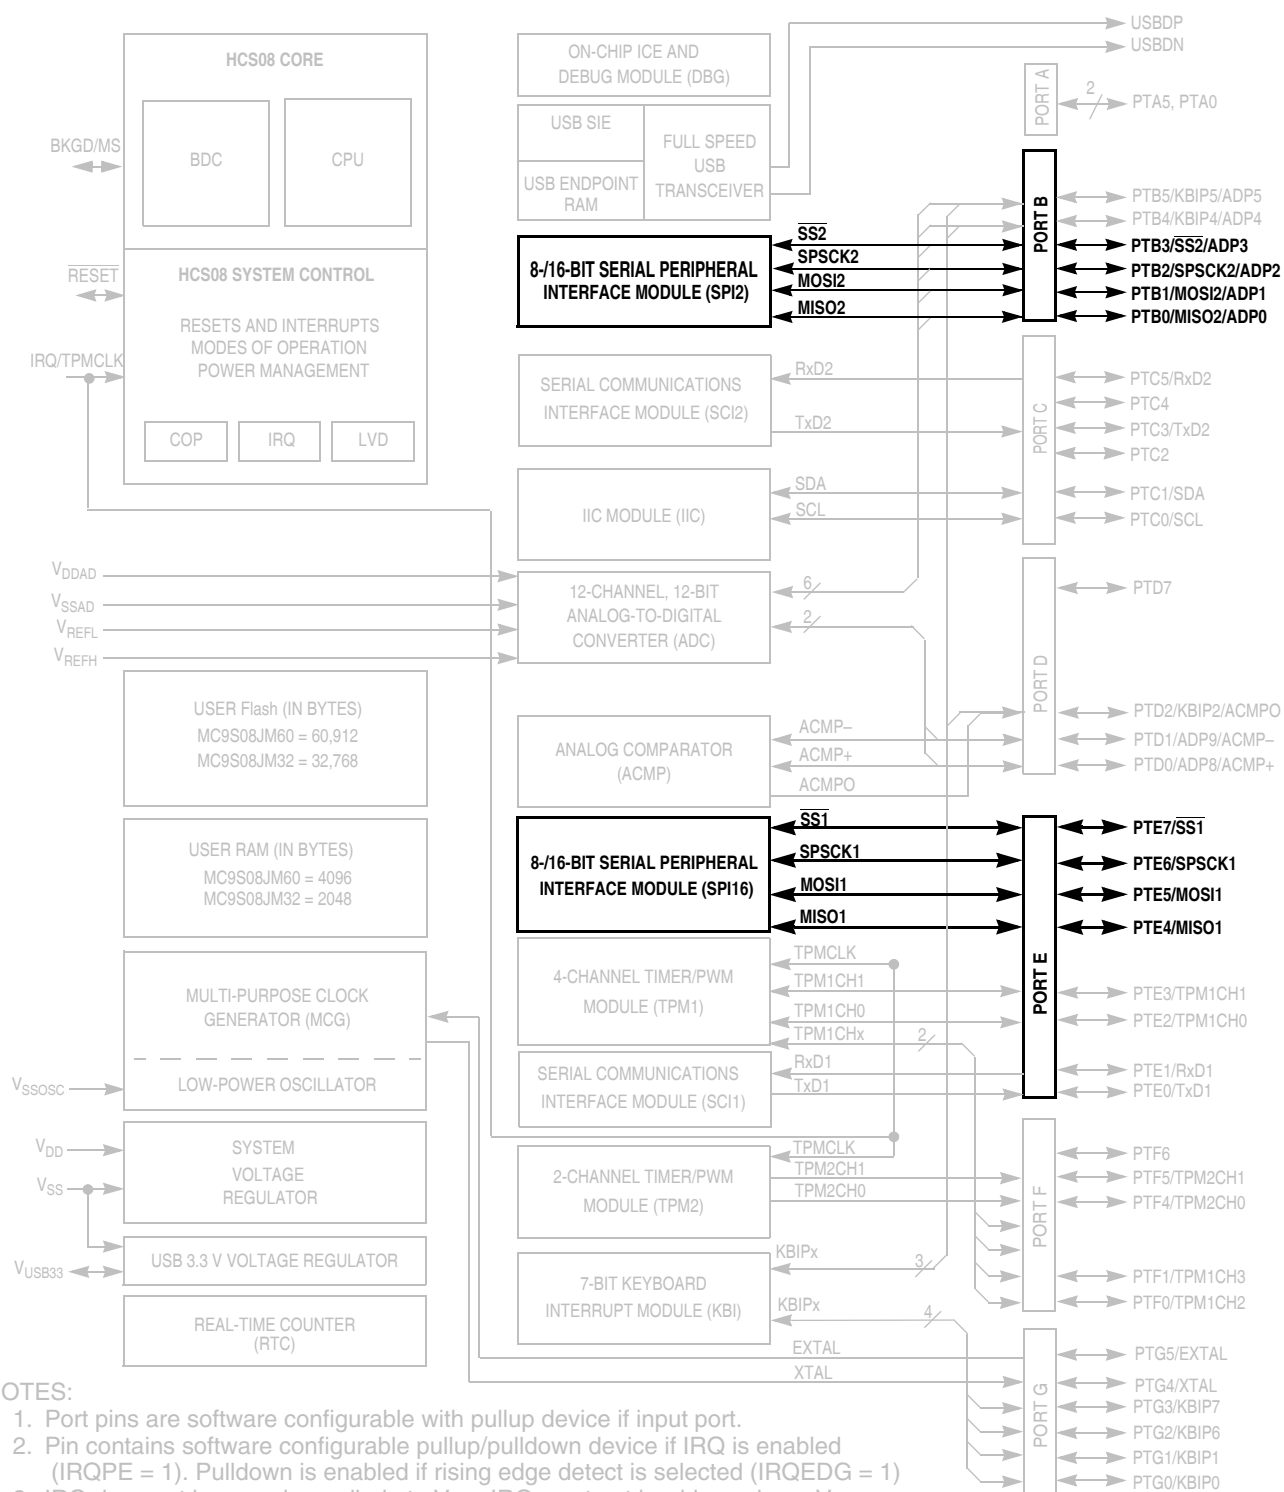 HCS08 CORE
BDC
CPU
BKGD/MS
HCS08 SYSTEM CONTROL
RESET
RESETS AND INTERRUPTS
MODES OF OPERATION
POWER MANAGEMENT
IRQ/TPMCLK
COP
IRQ
LVD
VDDAD
VSSAD
VREFL
VREFH
USER Flash (IN BYTES)
MC9S08JM60 = 60,912
MC9S08JM32 = 32,768
USER RAM (IN BYTES)
MC9S08JM60 = 4096
MC9S08JM32 = 2048
MULTI-PURPOSE CLOCK
GENERATOR (MCG)
LOW-POWER OSCILLATOR
VSSOSC
VDD
VSS
SYSTEM
VOLTAGE
REGULATOR
VUSB33
USB 3.3 V VOLTAGE REGULATOR
REAL-TIME COUNTER
(RTC)
ON-CHIP ICE AND
DEBUG MODULE (DBG)
USB SIE
USB ENDPOINT
RAM
FULL SPEED
USB
TRANSCEIVER
8-/16-BIT SERIAL PERIPHERAL
INTERFACE MODULE (SPI2)
SS2
SPSCK2
MOSI2
MISO2
SERIAL COMMUNICATIONS
INTERFACE MODULE (SCI2)
RxD2
TxD2
IIC MODULE (IIC)
SDA
SCL
12-CHANNEL, 12-BIT
ANALOG-TO-DIGITAL
CONVERTER (ADC)
6
2
ANALOG COMPARATOR
(ACMP)
ACMP–
ACMP+
ACMPO
8-/16-BIT SERIAL PERIPHERAL
INTERFACE MODULE (SPI16)
SS1
SPSCK1
MOSI1
MISO1
4-CHANNEL TIMER/PWM
MODULE (TPM1)
TPMCLK
TPM1CH1
TPM1CH0
TPM1CHx
2
SERIAL COMMUNICATIONS
INTERFACE MODULE (SCI1)
RxD1
TxD1
2-CHANNEL TIMER/PWM
MODULE (TPM2)
TPMCLK
TPM2CH1
TPM2CH0
7-BIT KEYBOARD
INTERRUPT MODULE (KBI)
KBIPx
3
KBIPx
4
EXTAL
XTAL
USBDP
USBDN
PORT A
2
PTA5, PTA0
PORT B
PTB5/KBIP5/ADP5
PTB4/KBIP4/ADP4
PTB3/SS2/ADP3
PTB2/SPSCK2/ADP2
PTB1/MOSI2/ADP1
PTB0/MISO2/ADP0
PORT C
PTC5/RxD2
PTC4
PTC3/TxD2
PTC2
PTC1/SDA
PTC0/SCL
PORT D
PTD7
PTD2/KBIP2/ACMPO
PTD1/ADP9/ACMP–
PTD0/ADP8/ACMP+
PORT E
PTE7/SS1
PTE6/SPSCK1
PTE5/MOSI1
PTE4/MISO1
PTE3/TPM1CH1
PTE2/TPM1CH0
PTE1/RxD1
PTE0/TxD1
PORT F
PTF6
PTF5/TPM2CH1
PTF4/TPM2CH0
PTF1/TPM1CH3
PTF0/TPM1CH2
PORT G
PTG5/EXTAL
PTG4/XTAL
PTG3/KBIP7
PTG2/KBIP6
PTG1/KBIP1
PTG0/KBIP0
OTES:
1. Port pins are software configurable with pullup device if input port.
2. Pin contains software configurable pullup/pulldown device if IRQ is enabled
(IRQPE = 1). Pulldown is enabled if rising edge detect is selected (IRQEDG = 1)